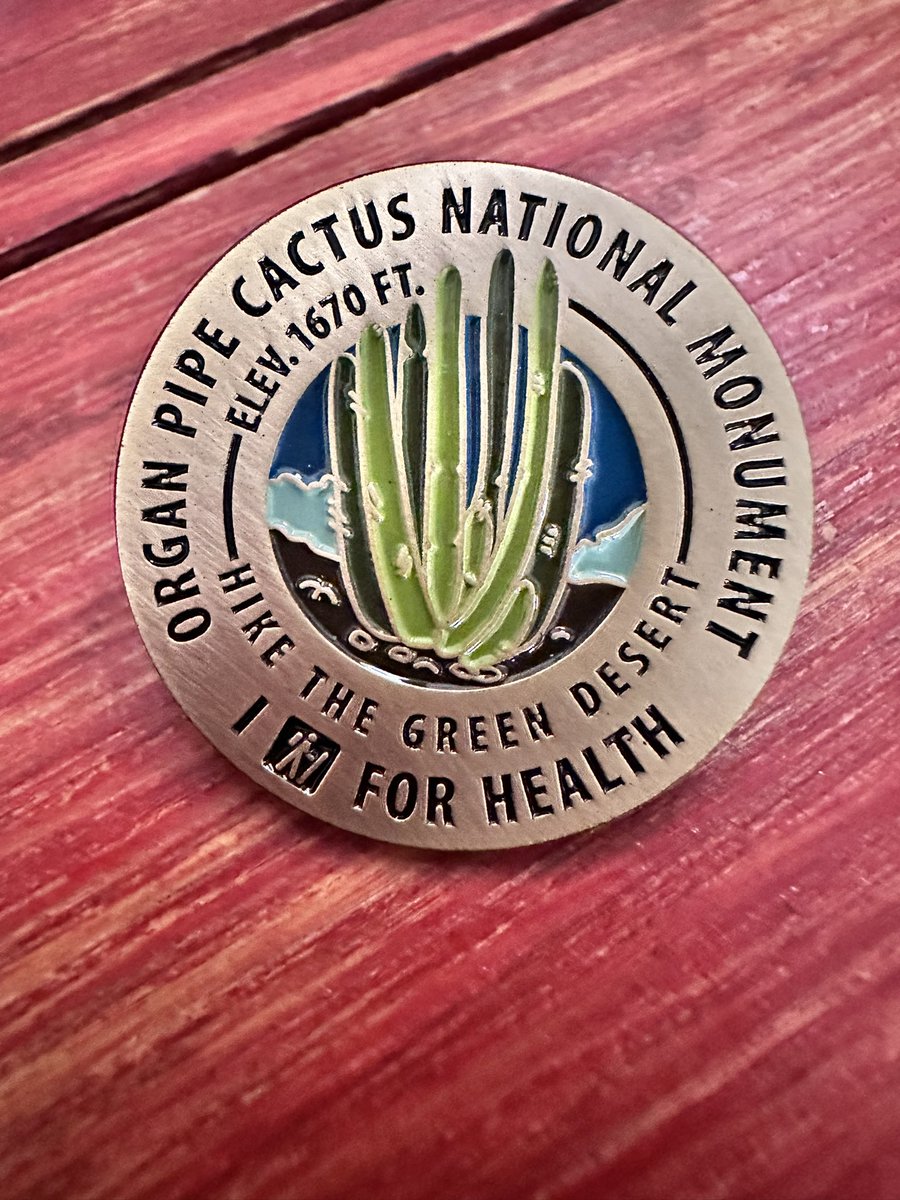 ORGAN PIPE CACTUS NATIONAL MONUMENT
ELEV. 1670 FT.
HIKE THE GREEN DESERT
I FOR HEALTH